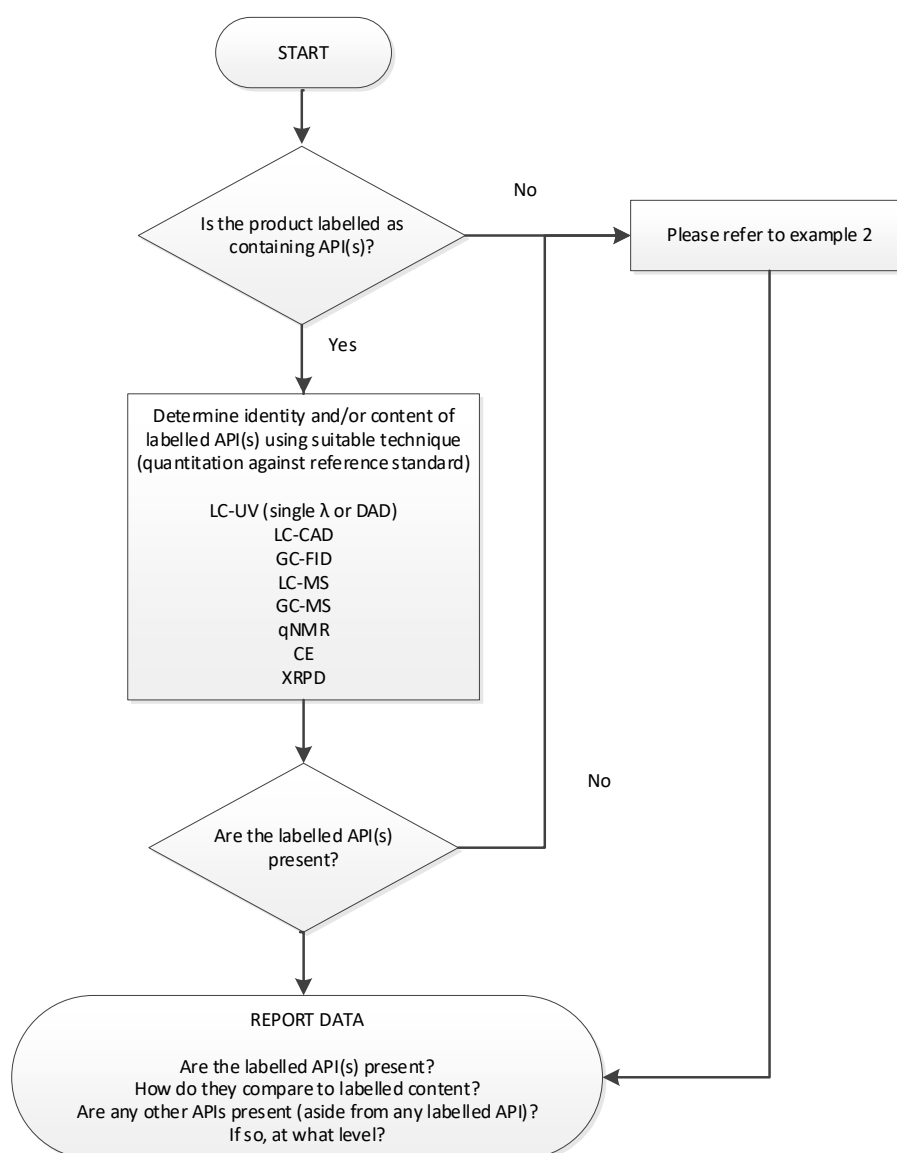 START
No
Is the product labelled as
containing API(s)?
Please refer to example 2
Yes
Determine identity and/or content of
labelled API(s) using suitable technique
(quantitation against reference standard)
LC-UV (single λ or DAD)
LC-CAD
GC-FID
LC-MS
GC-MS
qNMR
CE
XRPD
No
Are the labelled API(s)
present?
REPORT DATA
Are the labelled API(s) present?
How do they compare to labelled content?
Are any other APIs present (aside from any labelled API)?
If so, at what level?